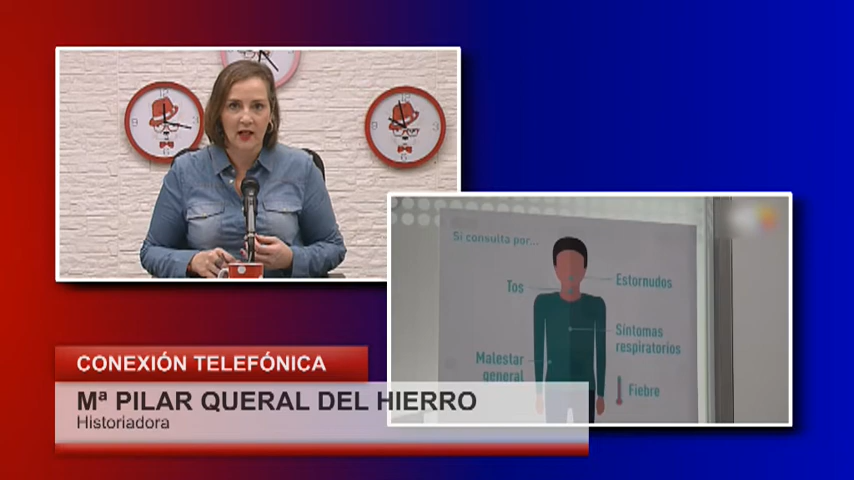 Si consulta por...
Tos
Estornudos
Síntomas
respiratorios
Malestar
general
Fiebre
CONEXIÓN TELEFÓNICA
Mª PILAR QUERAL DEL HIERRO
Historiadora